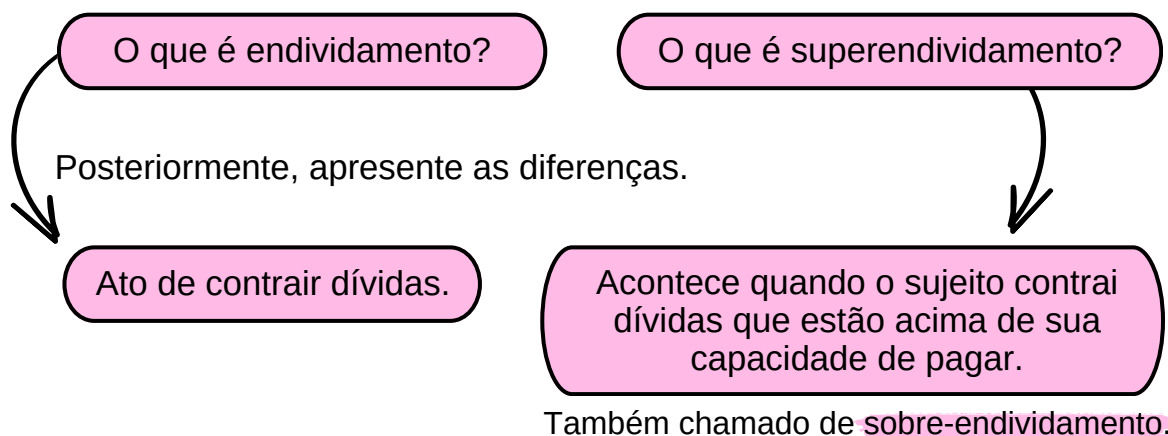 O que é endividamento?
O que é superendividamento?
Posteriormente, apresente as diferenças.
Ato de contrair dívidas.
Acontece quando o sujeito contrai
dívidas que estão acima de sua
capacidade de pagar.
Também chamado de sobre-endividamento.